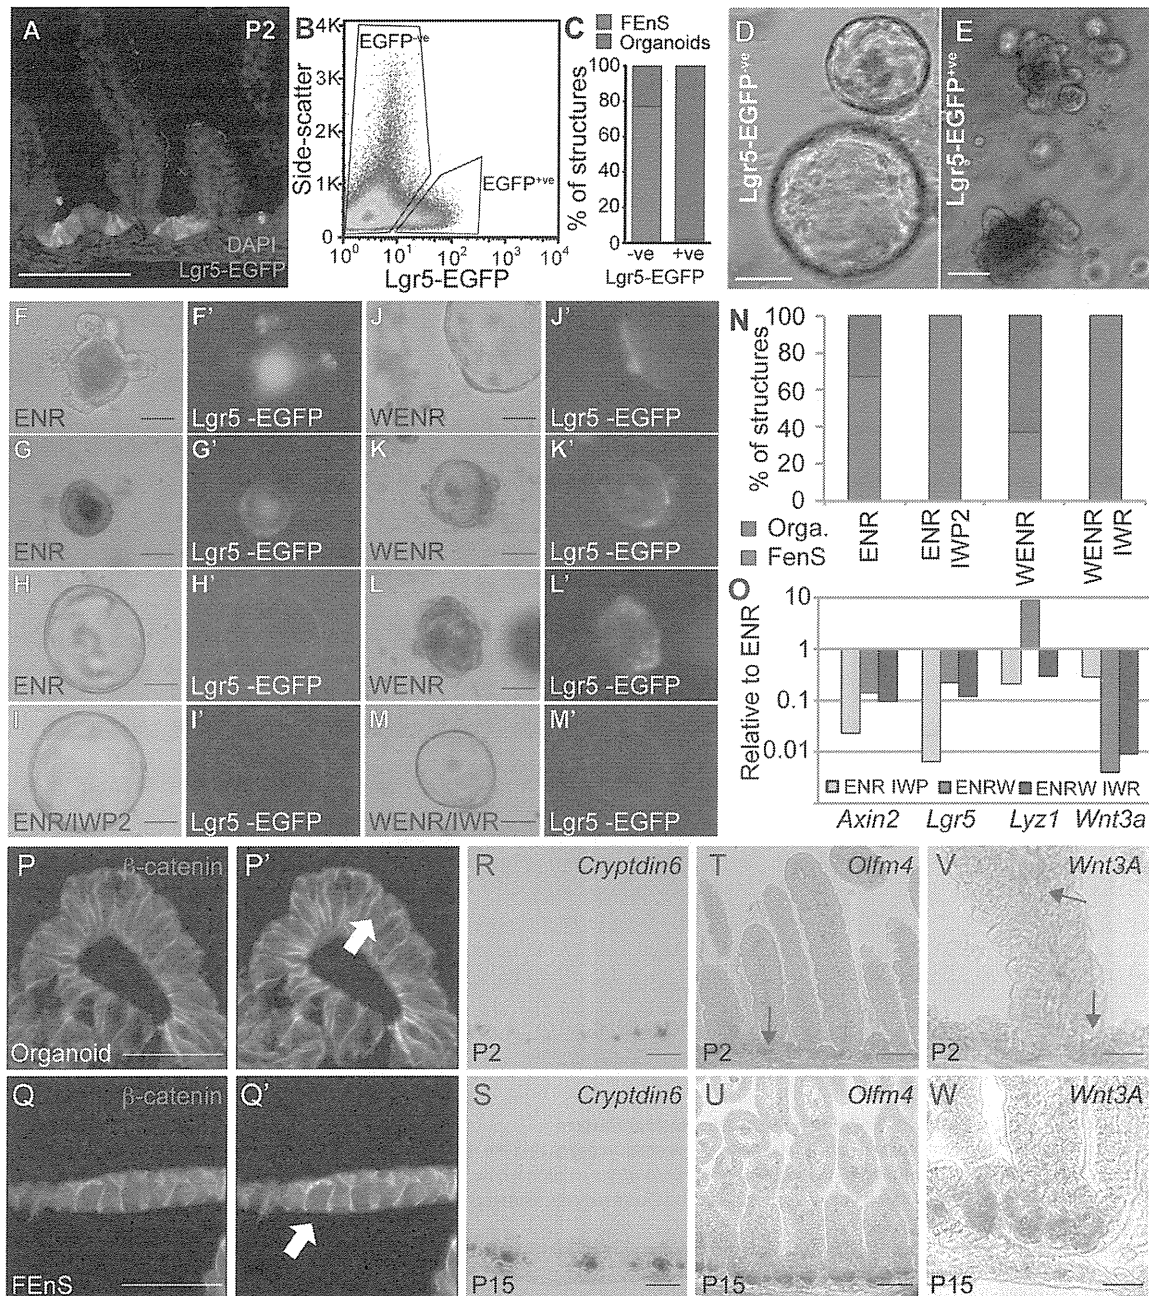 A P2
DAPI
Lgr5-EGFP
B
EGFP-ve
EGFP+ve
Side-scatter
4K
3K
2K
1K
0
10^0 10^1 10^2 10^3 10^4
Lgr5-EGFP
C
FEnS
Organoids
% of structures
100
80
60
40
20
0
-ve +ve
Lgr5-EGFP
D
Lgr5-EGFP-ve
E
Lgr5-EGFP+ve
F
ENR
F'
Lgr5 -EGFP
J
WENR
J'
Lgr5 -EGFP
G
ENR
G'
Lgr5 -EGFP
K
WENR
K'
Lgr5 -EGFP
H
ENR
H'
Lgr5 -EGFP
L
WENR
L'
Lgr5 -EGFP
I
ENR/IWP2
I'
Lgr5 -EGFP
M
WENR/IWR
M'
Lgr5 -EGFP
N
% of structures
100
80
60
40
20
0
ENR
ENR
IWP2
WENR
WENR
IWR
Orga.
FenS
O
Relative to ENR
10
1
0.1
0.01
ENR IWP ENRW ENRW IWR
Axin2 Lgr5 Lyz1 Wnt3a
P β-catenin
Organoid
P'
R Cryptdin6
P2
T Olfm4
P2
V Wnt3A
P2
Q β-catenin
FEnS
Q'
S Cryptdin6
P15
U Olfm4
P15
W Wnt3A
P15